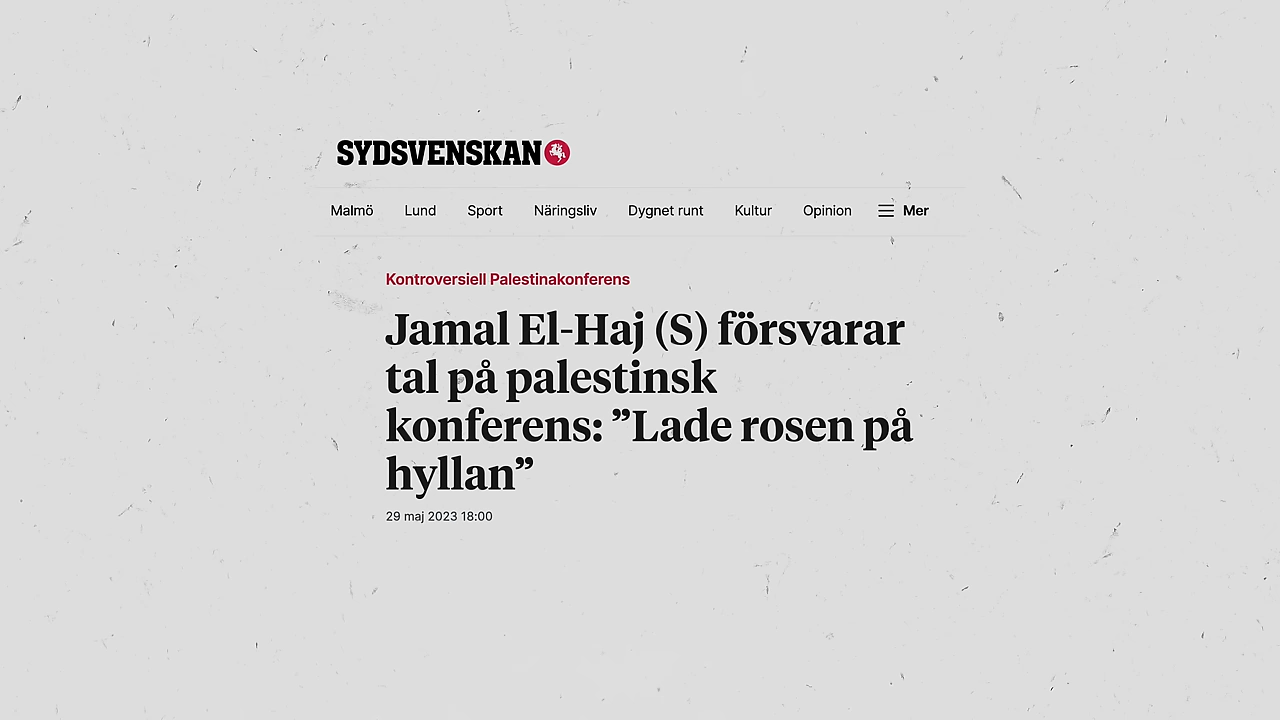 SYDSVENSKAN
Malmö Lund Sport Näringsliv Dygnet runt Kultur Opinion Mer
Kontroversiell Palestinakonferens
Jamal El-Haj (S) försvarar
tal på palestinsk
konferens: ”Lade rosen på
hyllan”
29 maj 2023 18:00